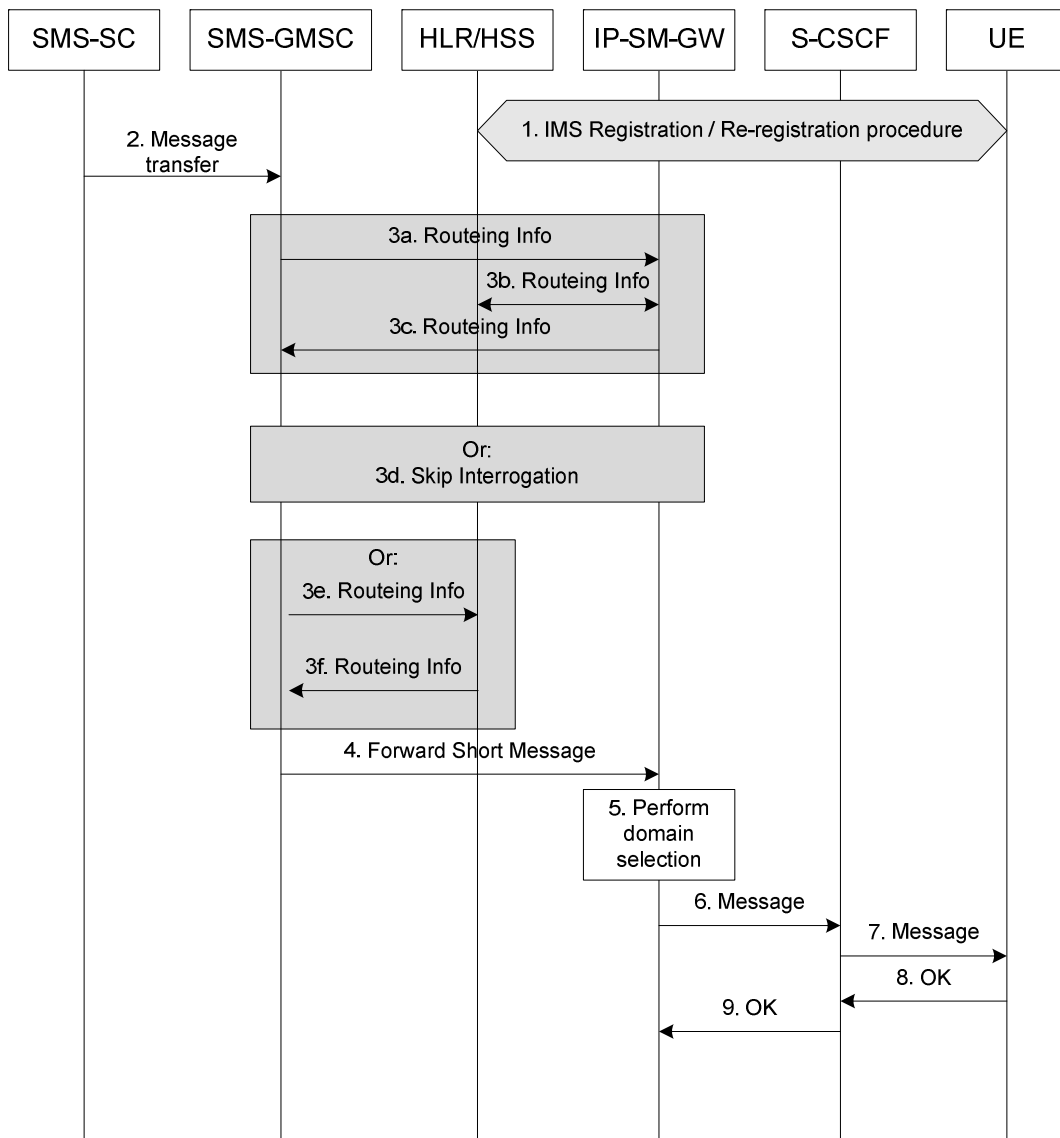 SMS-SC
SMS-GMSC
HLR/HSS
IP-SM-GW
S-CSCF
UE
1. IMS Registration / Re-registration procedure
2. Message
transfer
3a. Routeing Info
3b. Routeing Info
3c. Routeing Info
Or:
3d. Skip Interrogation
Or:
3e. Routeing Info
3f. Routeing Info
4. Forward Short Message
5. Perform
domain
selection
6. Message
7. Message
8. OK
9. OK